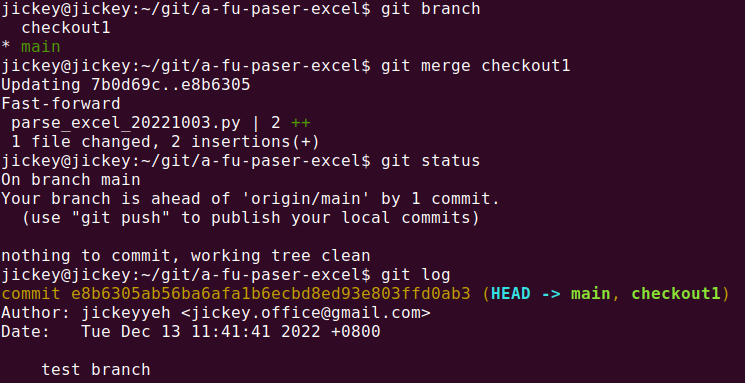 jickey@jickey:~/git/a-fu-paser-excel$ git branch
  checkout1
* main
jickey@jickey:~/git/a-fu-paser-excel$ git merge checkout1
Updating 7b0d69c..e8b6305
Fast-forward
 parse_excel_20221003.py | 2 ++
 1 file changed, 2 insertions(+)
jickey@jickey:~/git/a-fu-paser-excel$ git status
On branch main
Your branch is ahead of 'origin/main' by 1 commit.
  (use "git push" to publish your local commits)

nothing to commit, working tree clean
jickey@jickey:~/git/a-fu-paser-excel$ git log
commit e8b6305ab56ba6afa1b6ecbd8ed93e803ffd0ab3 (HEAD -> main, checkout1)
Author: jickeyyeh <jickey.office@gmail.com>
Date:   Tue Dec 13 11:41:41 2022 +0800

    test branch